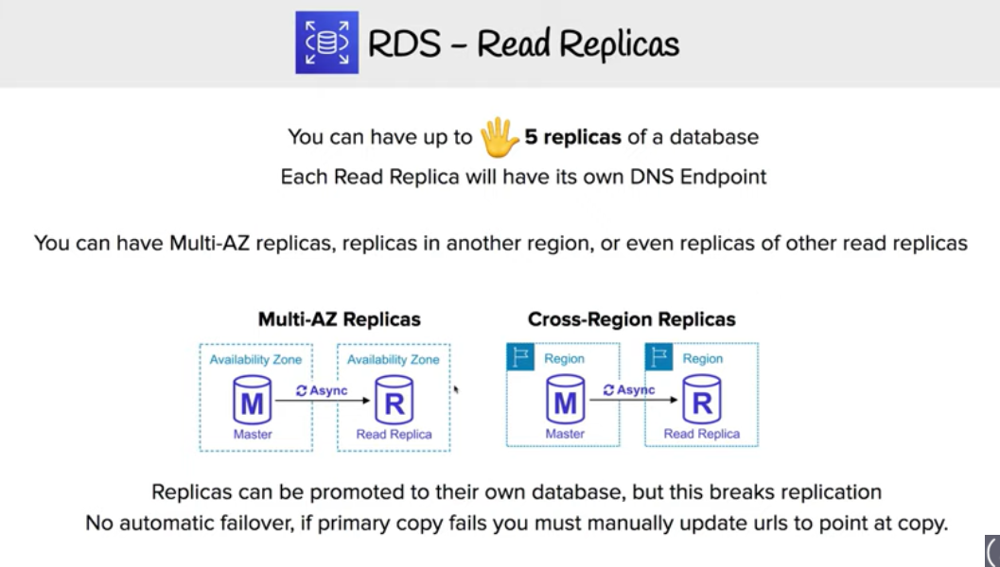 RDS – Read Replicas
You can have up to 🖐 5 replicas of a database
Each Read Replica will have its own DNS Endpoint
You can have Multi-AZ replicas, replicas in another region, or even replicas of other read replicas
Multi-AZ Replicas
Availability Zone
Availability Zone
M
Async
R
Master
Read Replica
Cross-Region Replicas
Region
Region
M
Async
R
Master
Read Replica
Replicas can be promoted to their own database, but this breaks replication
No automatic failover, if primary copy fails you must manually update urls to point at copy.